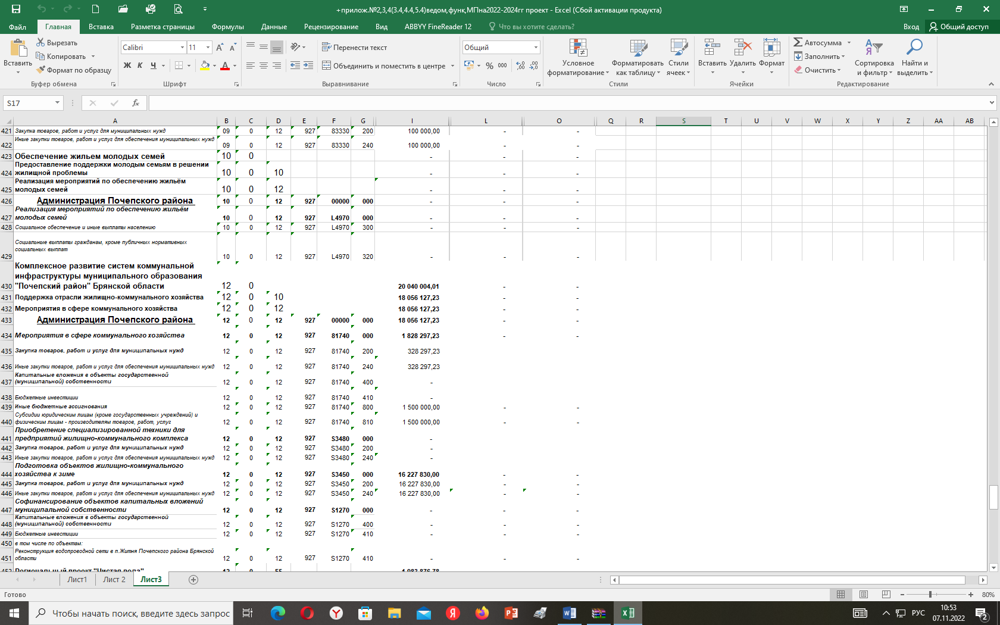 +прилож.№2,3,4(3.4,4.4,5.4)ведом,функ,МПна2022-2024гг проект - Excel (Сбой активации продукта)
Файл Главная Вставка Разметка страницы Формулы Данные Рецензирование Вид ABBYY FineReader 12 Что вы хотите сделать? Вход Общий доступ
Вставить Вырезать Копировать Формат по образцу
Calibri 11 Ж К Ч
Перенести текст
Объединить и поместить в центре
Общий % 000
Условное форматирование Форматировать как таблицу Стили ячеек
Вставить Удалить Формат
Автосумма Заполнить Очистить
Сортировка и фильтр Найти и выделить
Буфер обмена Шрифт Выравнивание Число Стили Ячейки Редактирование
S17 fx
A B C D E F G I L O Q R S T U V W X Y Z AA AB
421 Закупка товаров, работ и услуг для муниципальных нужд 09 0 12 927 83330 200 100 000,00 - -
422 Иные закупки товаров, работ и услуг для обеспечения муниципальных нужд 09 0 12 927 83330 240 100 000,00 - -
423 Обеспечение жильем молодых семей 10 0 - - -
424 Предоставление поддержки молодым семьям в решении жилищной проблемы 10 0 10 - - -
425 Реализация мероприятий по обеспечению жильём молодых семей 10 0 12 - - -
426 Администрация Почепского района 10 0 12 927 00000 000 - - -
427 Реализация мероприятий по обеспечению жильём молодых семей 10 0 12 927 L4970 000 - - -
428 Социальное обеспечение и иные выплаты населению 10 0 12 927 L4970 300 - - -
429 Социальные выплаты гражданам, кроме публичных нормативных социальных выплат 10 0 12 927 L4970 320 - - -
430 Комплексное развитие систем коммунальной инфраструктуры муниципального образования "Почепский район" Брянской области 12 0 20 040 004,01 - -
431 Поддержка отрасли жилищно-коммунального хозяйства 12 0 10 18 056 127,23 - -
432 Мероприятия в сфере коммунального хозяйства 12 0 12 18 056 127,23 - -
433 Администрация Почепского района 12 0 12 927 00000 000 18 056 127,23 - -
434 Мероприятия в сфере коммунального хозяйства 12 0 12 927 81740 000 1 828 297,23 - -
435 Закупка товаров, работ и услуг для муниципальных нужд 12 0 12 927 81740 200 328 297,23
436 Иные закупки товаров, работ и услуг для обеспечения муниципальных нужд 12 0 12 927 81740 240 328 297,23
437 Капитальные вложения в объекты государственной (муниципальной) собственности 12 0 12 927 81740 400 -
438 Бюджетные инвестиции 12 0 12 927 81740 410 -
439 Иные бюджетные ассигнования 12 0 12 927 81740 800 1 500 000,00 - -
440 Субсидии юридическим лицам (кроме государственных учреждений) и физическим лицам - производителям товаров, работ, услуг 12 0 12 927 81740 810 1 500 000,00 - -
441 Приобретение специализированной техники для предприятий жилищно-коммунального комплекса 12 0 12 927 S3480 000 -
442 Закупка товаров, работ и услуг для муниципальных нужд 12 0 12 927 S3480 200 -
443 Иные закупки товаров, работ и услуг для обеспечения муниципальных нужд 12 0 12 927 S3480 240 -
444 Подготовка объектов жилищно-коммунального хозяйства к зиме 12 0 12 927 S3450 000 16 227 830,00 - -
445 Закупка товаров, работ и услуг для муниципальных нужд 12 0 12 927 S3450 200 16 227 830,00 - -
446 Иные закупки товаров, работ и услуг для обеспечения муниципальных нужд 12 0 12 927 S3450 240 16 227 830,00 - -
447 Софинансирование объектов капитальных вложений муниципальной собственности 12 0 12 927 S1270 000 - - -
448 Капитальные вложения в объекты государственной (муниципальной) собственности 12 0 12 927 S1270 400 - - -
449 Бюджетные инвестиции 12 0 12 927 S1270 410 - - -
450 в том числе по объектам:
451 Реконструкция водопроводной сети в п.Житня Почепского района Брянской области 12 0 12 927 S1270 410 - - -
452 Региональный проект "Чистая вода" 12 0 F5 1 983 876,78
Лист1 Лист 2 Лист3
Готово 80%
Чтобы начать поиск, введите здесь запрос
РУС 10:53
07.11.2022 2